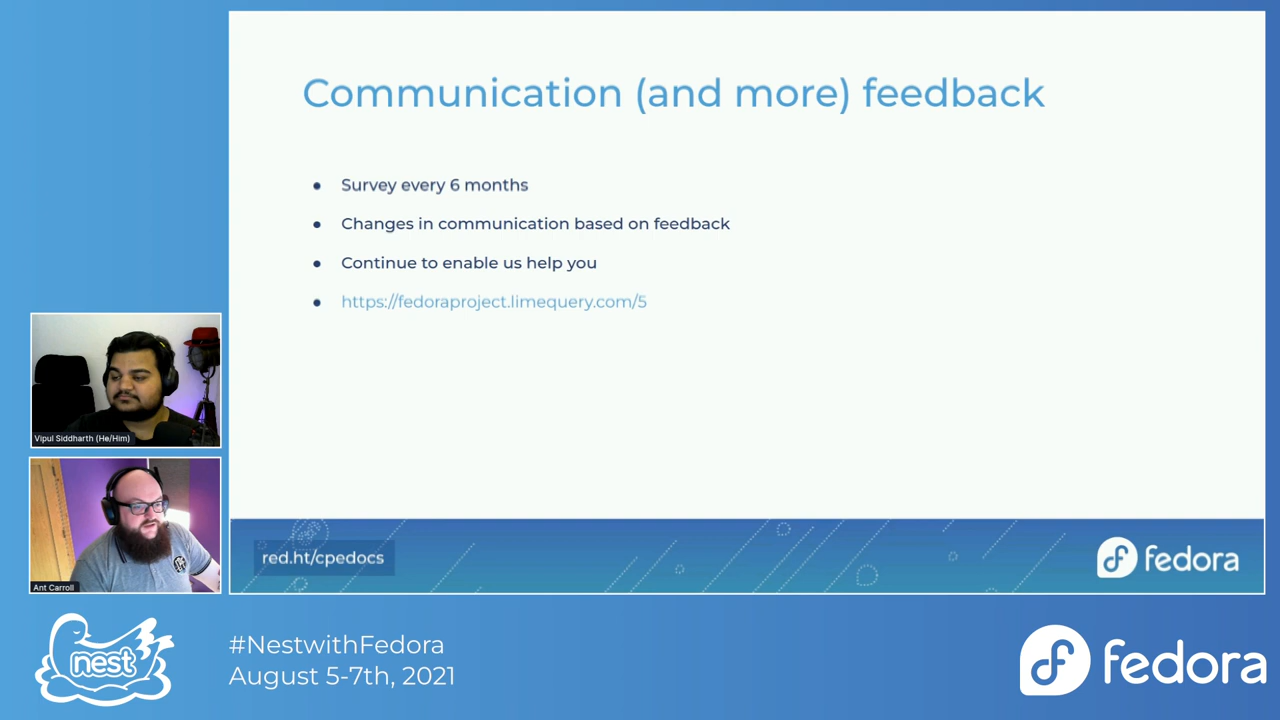 Communication (and more) feedback
● Survey every 6 months
● Changes in communication based on feedback
● Continue to enable us help you
● https://fedoraproject.limequery.com/5
Vipul Siddharth (He/Him)
Ant Carroll
red.ht/cpedocs
fedora
nest
#NestwithFedora
August 5-7th, 2021
fedora